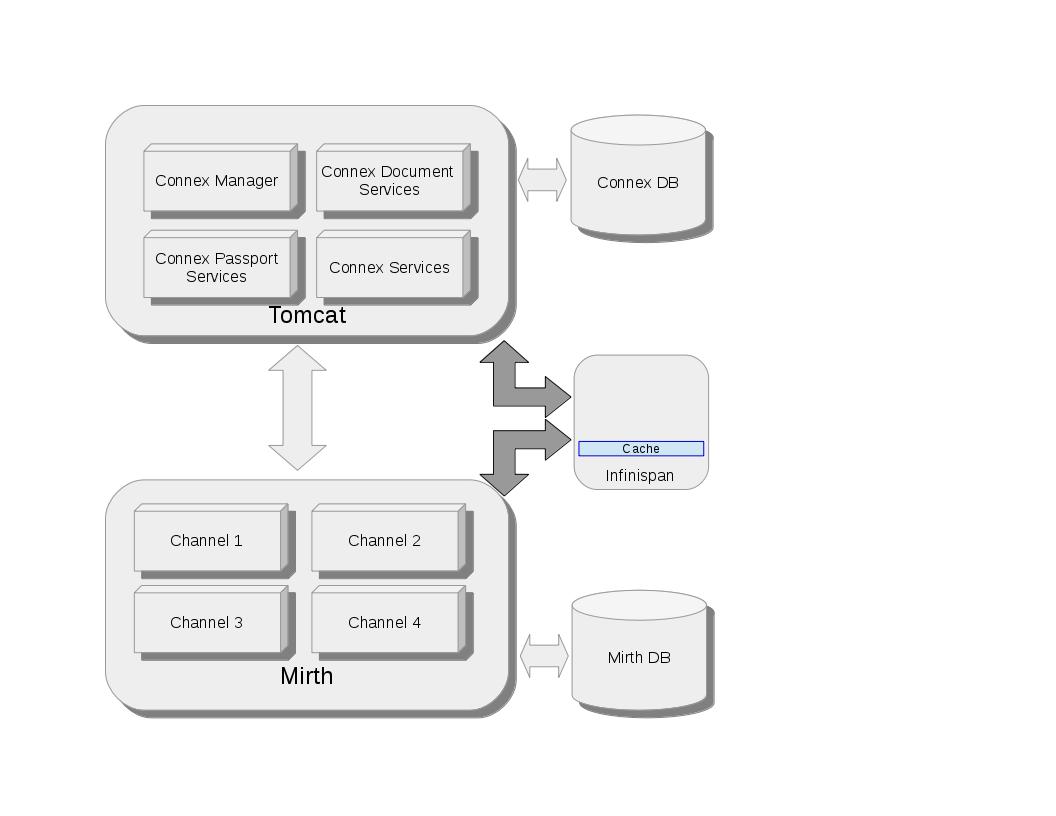 Connex Manager
Connex Document
Services
Connex Passport
Services
Connex Services
Tomcat
Connex DB
Cache
Infinispan
Channel 1
Channel 2
Channel 3
Channel 4
Mirth
Mirth DB